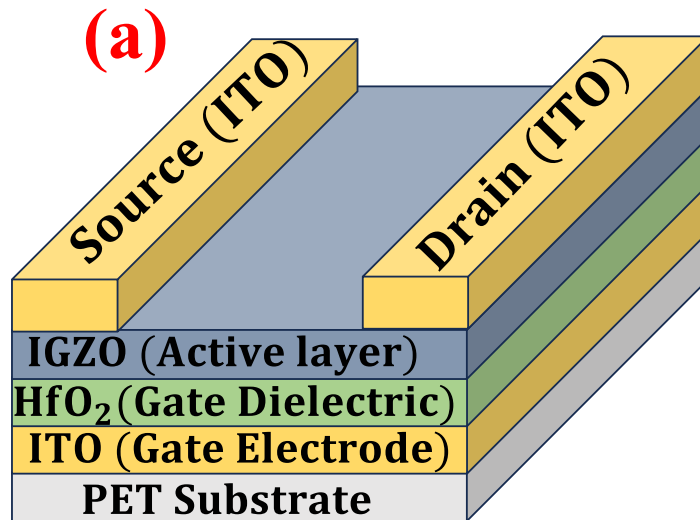 (a)
Source (ITO)
Drain (ITO)
IGZO (Active layer)
HfO₂ (Gate Dielectric)
ITO (Gate Electrode)
PET Substrate